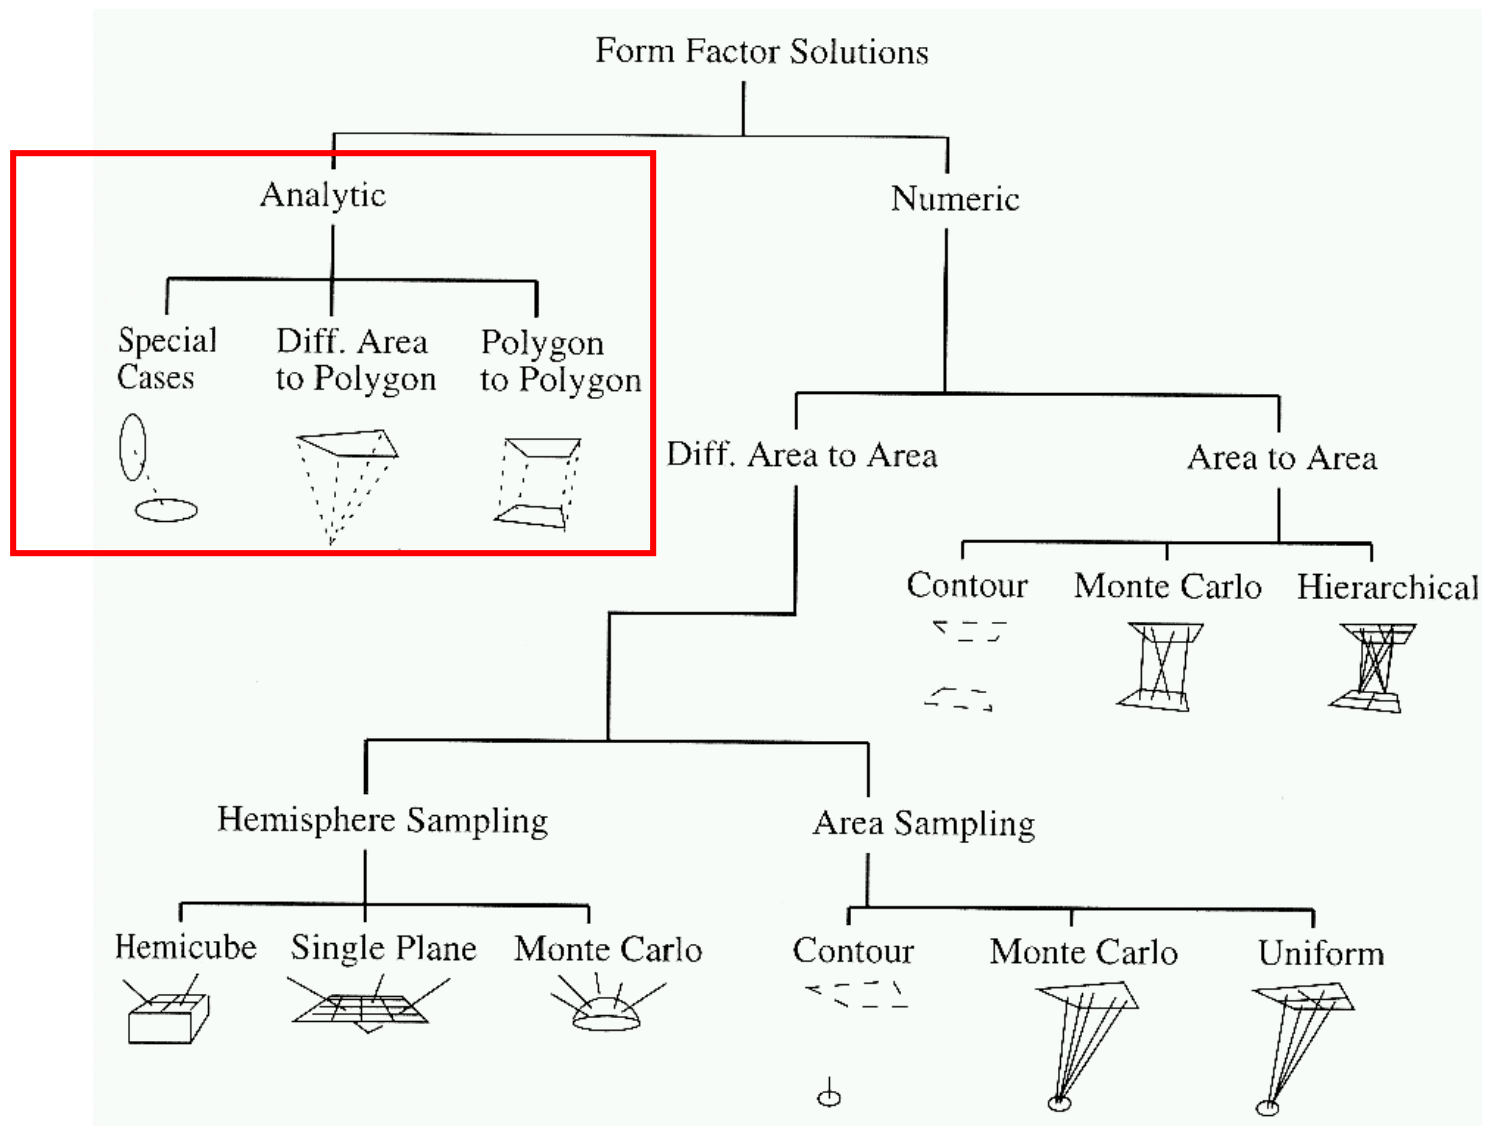 Form Factor Solutions
Analytic
Numeric
Special
Cases
Diff. Area
to Polygon
Polygon
to Polygon
Diff. Area to Area
Area to Area
Contour
Monte Carlo
Hierarchical
Hemisphere Sampling
Area Sampling
Hemicube
Single Plane
Monte Carlo
Contour
Monte Carlo
Uniform